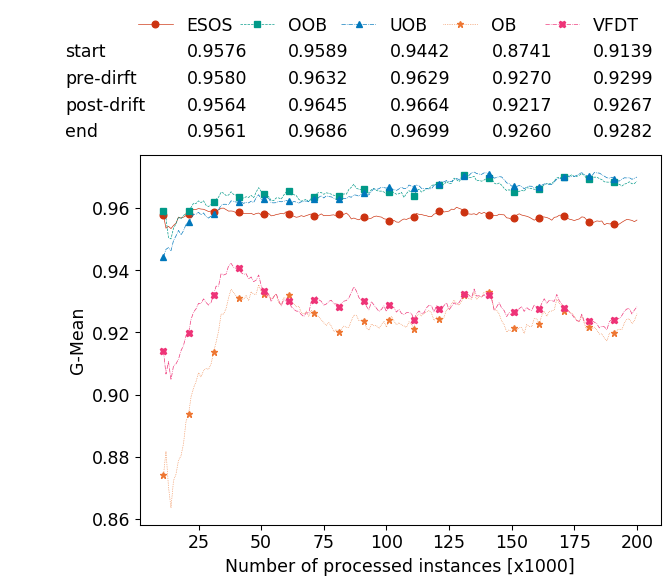 ESOS OOB UOB OB VFDT
start 0.9576 0.9589 0.9442 0.8741 0.9139
pre-dirft 0.9580 0.9632 0.9629 0.9270 0.9299
post-drift 0.9564 0.9645 0.9664 0.9217 0.9267
end 0.9561 0.9686 0.9699 0.9260 0.9282
G-Mean
0.96
0.94
0.92
0.90
0.88
0.86
25 50 75 100 125 150 175 200
Number of processed instances [x1000]